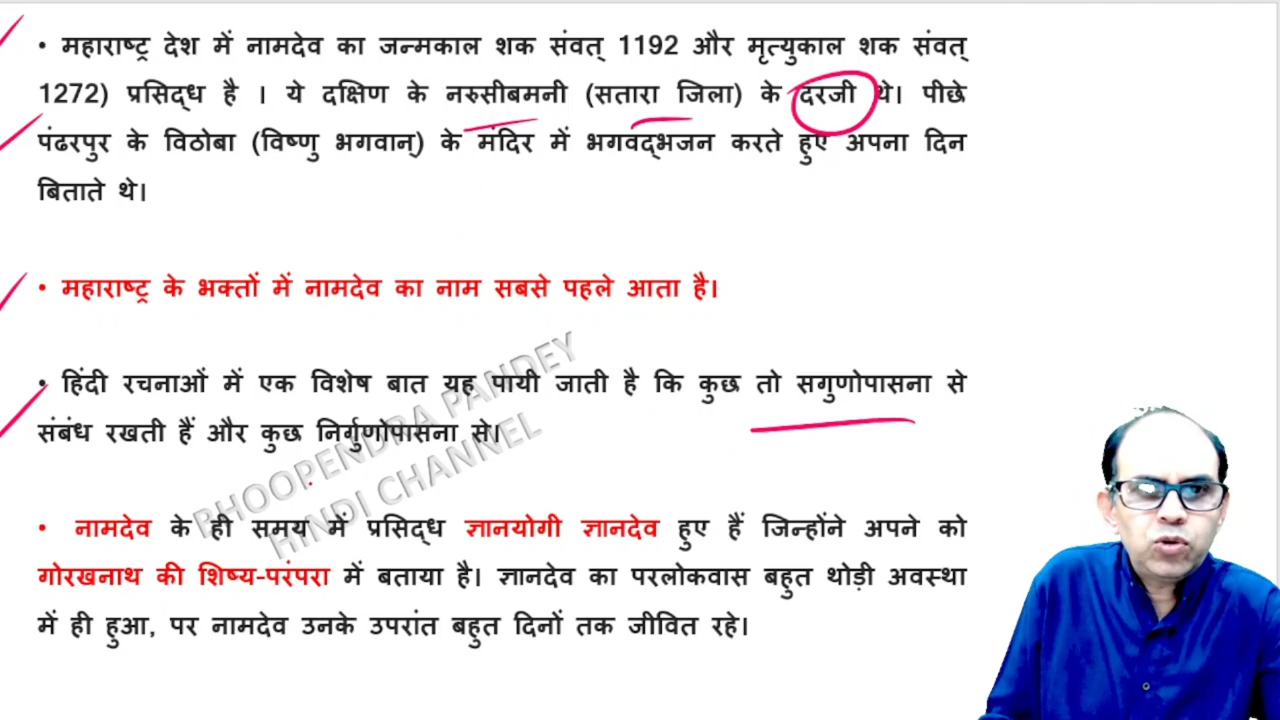 • महाराष्ट्र देश में नामदेव का जन्मकाल शक संवत् 1192 और मृत्युकाल शक संवत्
1272) प्रसिद्ध है । ये दक्षिण के नरुसीबमनी (सतारा जिला) के दरजी थे। पीछे
पंढरपुर के विठोबा (विष्णु भगवान्) के मंदिर में भगवद्भजन करते हुए अपना दिन
बिताते थे।
• महाराष्ट्र के भक्तों में नामदेव का नाम सबसे पहले आता है।
• हिंदी रचनाओं में एक विशेष बात यह पायी जाती है कि कुछ तो सगुणोपासना से
संबंध रखती हैं और कुछ निर्गुणोपासना से।
• नामदेव के ही समय में प्रसिद्ध ज्ञानयोगी ज्ञानदेव हुए हैं जिन्होंने अपने को
गोरखनाथ की शिष्य-परंपरा में बताया है। ज्ञानदेव का परलोकवास बहुत थोड़ी अवस्था
में ही हुआ, पर नामदेव उनके उपरांत बहुत दिनों तक जीवित रहे।
BHOOPENDRA PANDEY
HINDI CHANNEL